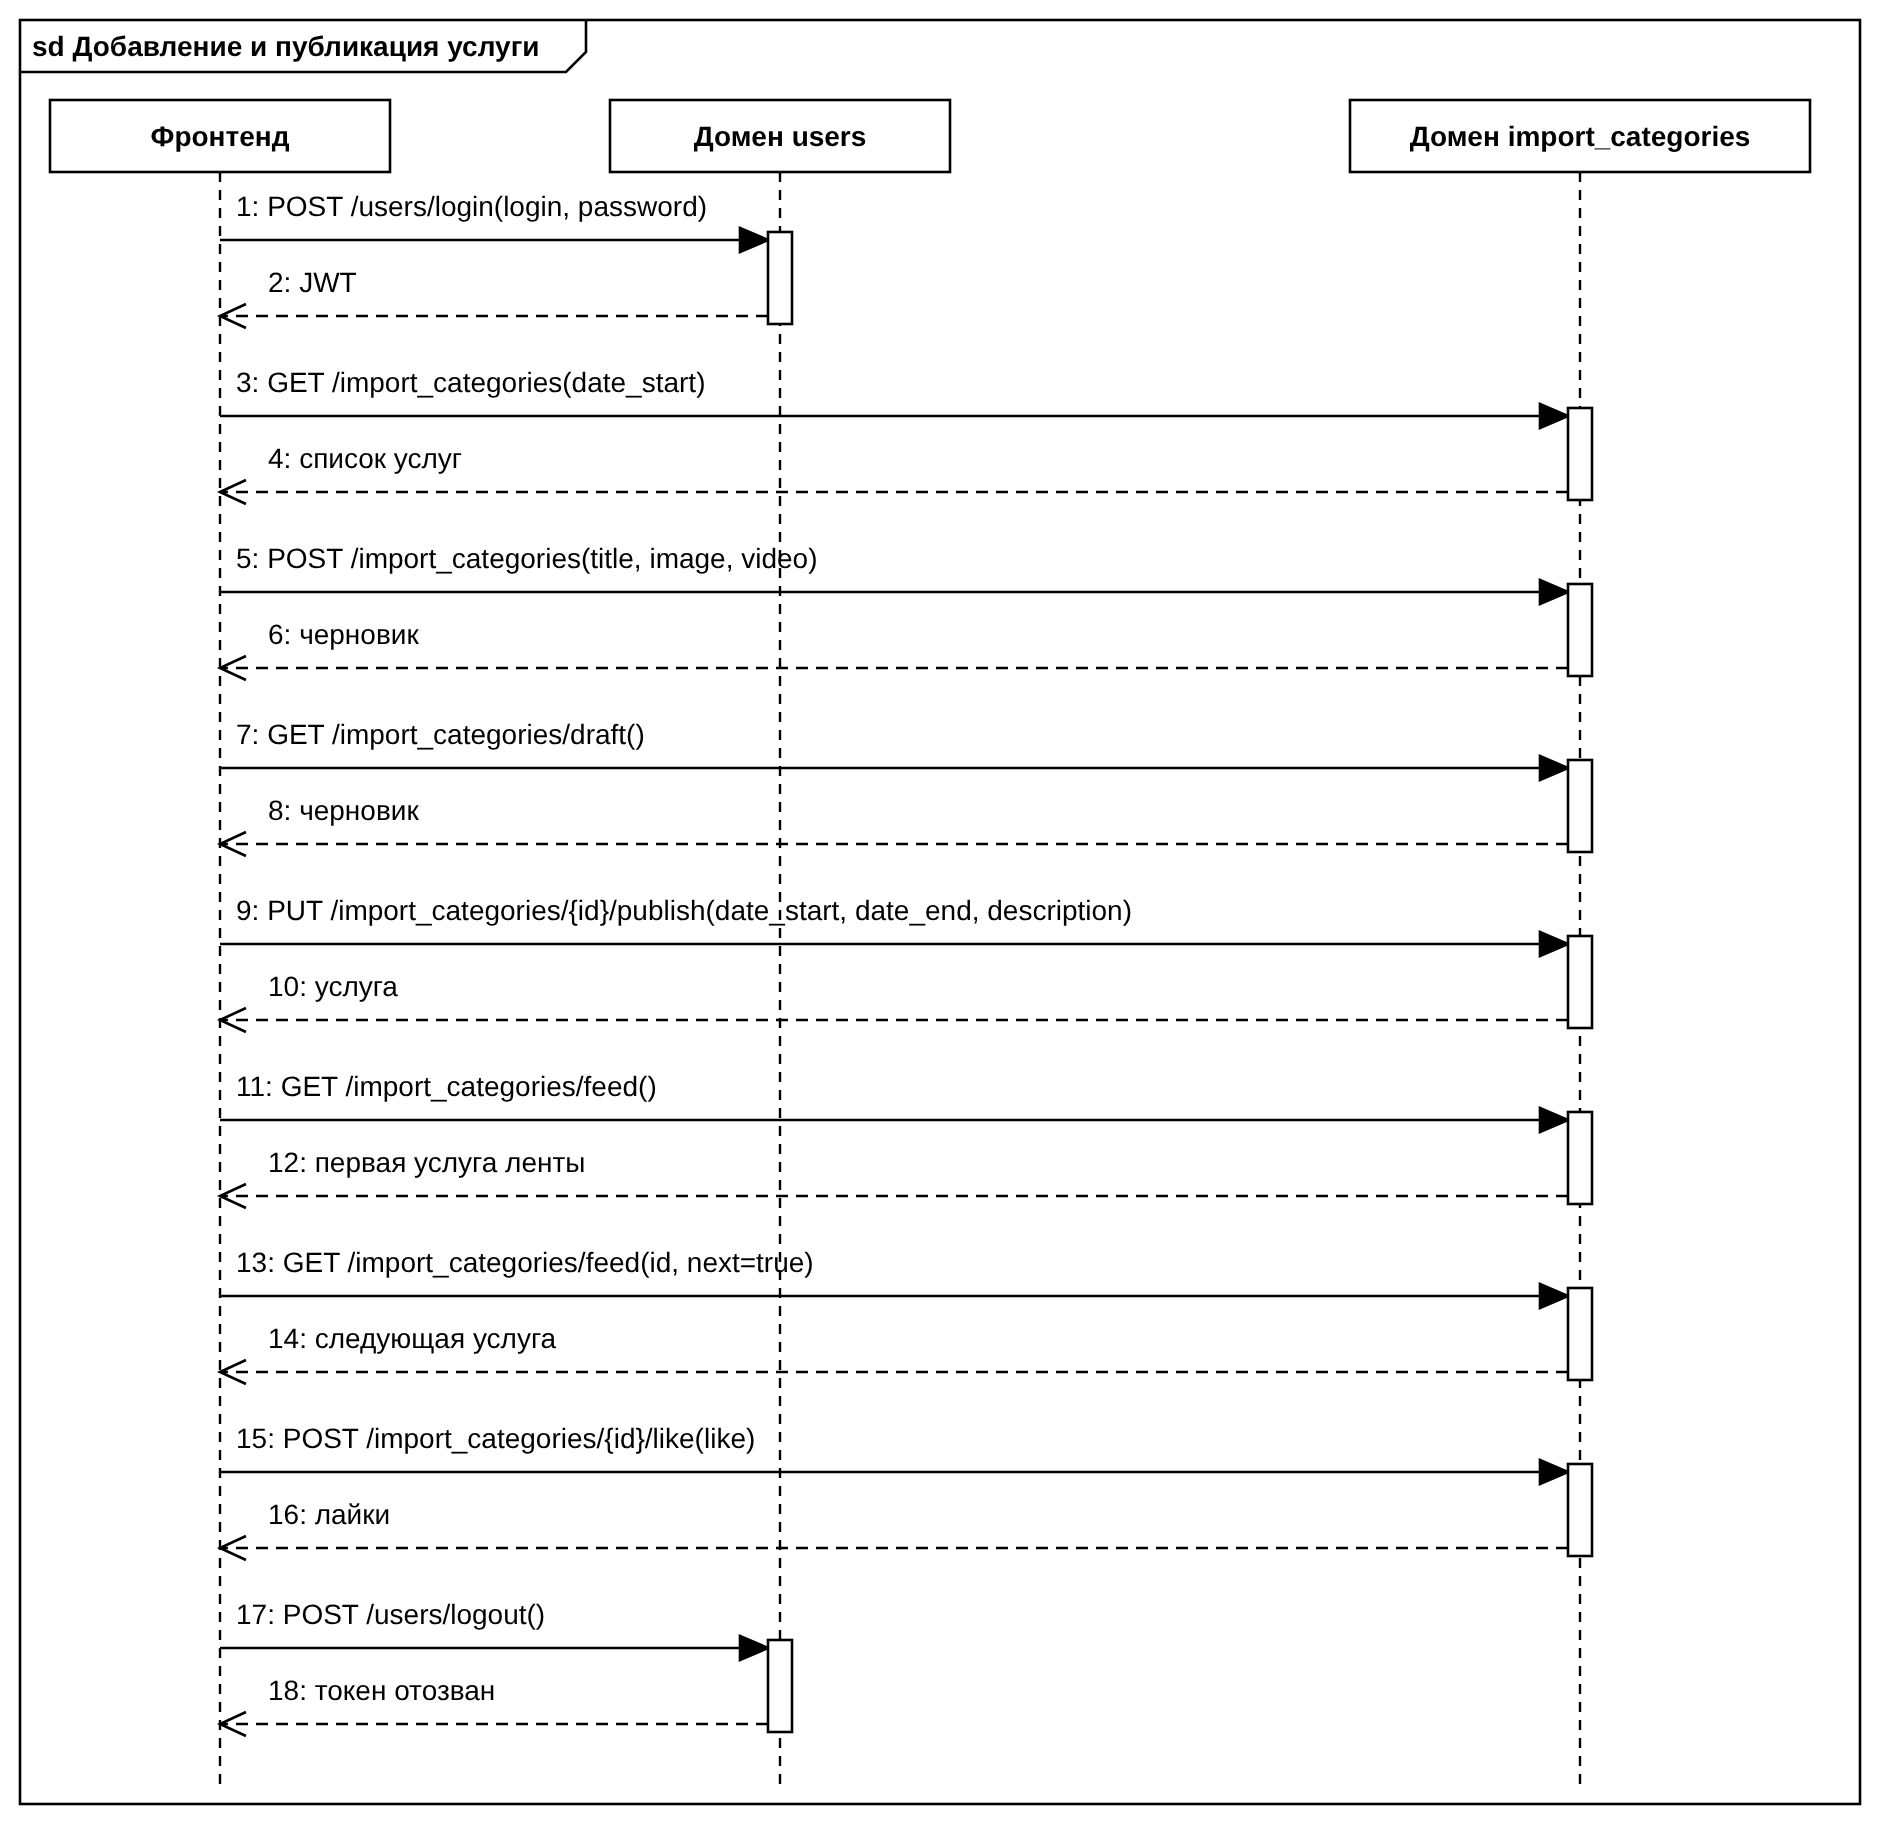 sd Добавление и публикация услуги
Фронтенд
Домен users
Домен import_categories
1: POST /users/login(login, password)
2: JWT
3: GET /import_categories(date_start)
4: список услуг
5: POST /import_categories(title, image, video)
6: черновик
7: GET /import_categories/draft()
8: черновик
9: PUT /import_categories/{id}/publish(date_start, date_end, description)
10: услуга
11: GET /import_categories/feed()
12: первая услуга ленты
13: GET /import_categories/feed(id, next=true)
14: следующая услуга
15: POST /import_categories/{id}/like(like)
16: лайки
17: POST /users/logout()
18: токен отозван